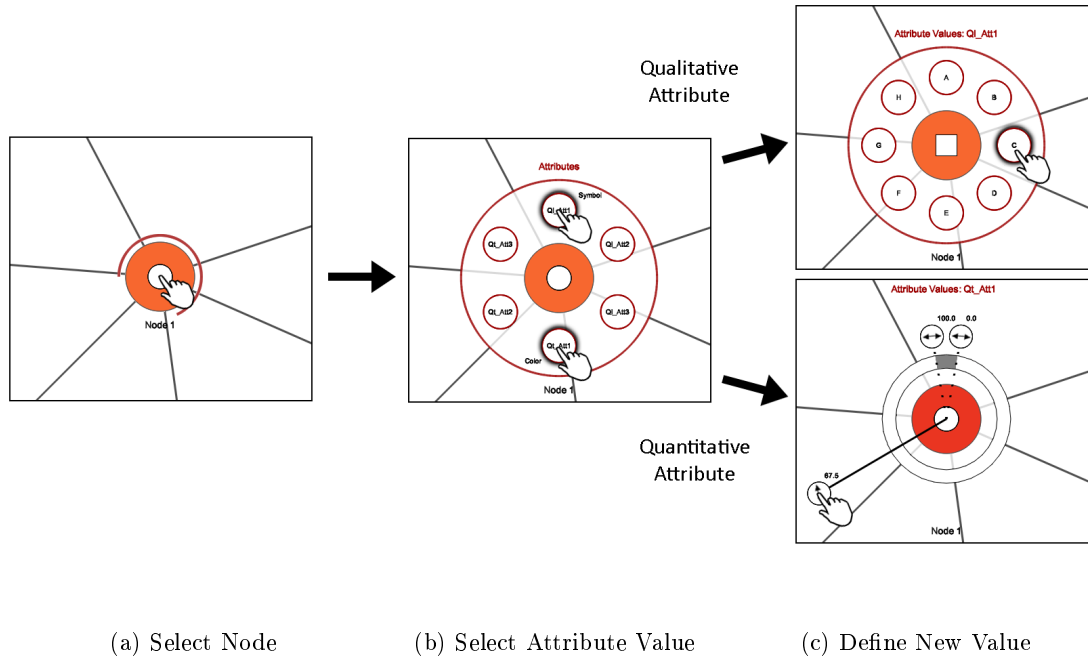 Node 1
Attributes
Symbol
Ql_Att1
Qt_Att3
Ql_Att2
Qt_Att2
Ql_Att3
Qt_Att1
Color
Node 1
Qualitative
Attribute
Attribute Values: Ql_Att1
A
H
B
G
C
F
D
E
Node 1
Quantitative
Attribute
Attribute Values: Qt_Att1
100.0 0.0
67.5
Node 1
(a) Select Node
(b) Select Attribute Value
(c) Define New Value